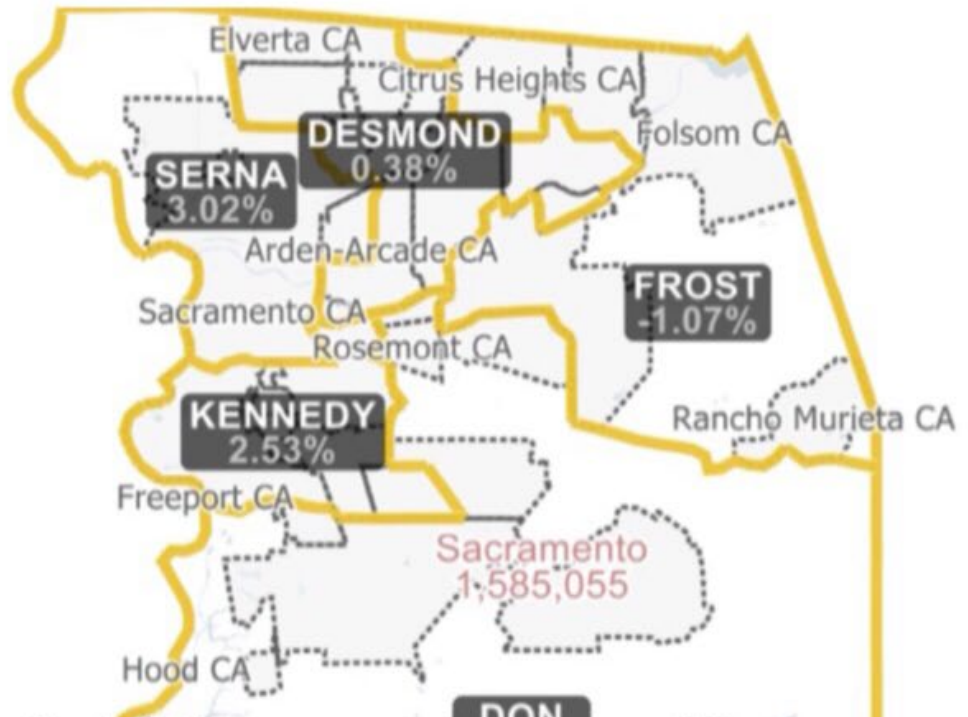 Elverta CA
Citrus Heights CA
Folsom CA
DESMOND
0.38%
SERNA
3.02%
Arden-Arcade CA
FROST
-1.07%
Sacramento CA
Rosemont CA
KENNEDY
2.53%
Rancho Murieta CA
Freeport CA
Sacramento
1,585,055
Hood CA
DON